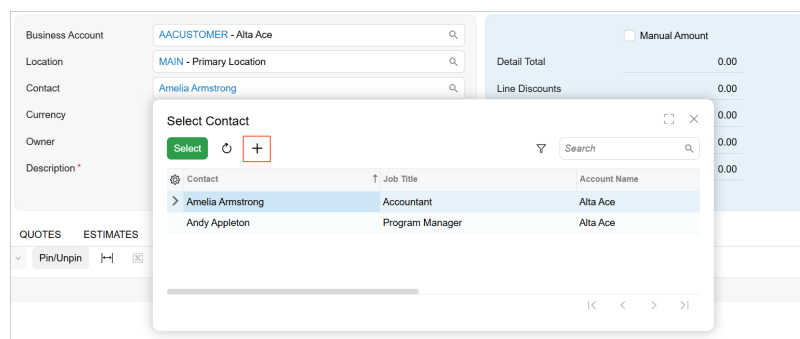 Business Account AACUSTOMER - Alta Ace Manual Amount
Location MAIN - Primary Location Detail Total 0.00
Contact Amelia Armstrong Line Discounts 0.00
Currency 0.00
Owner 0.00
Description * 0.00
Select Contact
Select Search
Contact Job Title Account Name
Amelia Armstrong Accountant Alta Ace
Andy Appleton Program Manager Alta Ace
QUOTES ESTIMATES
Pin/Unpin